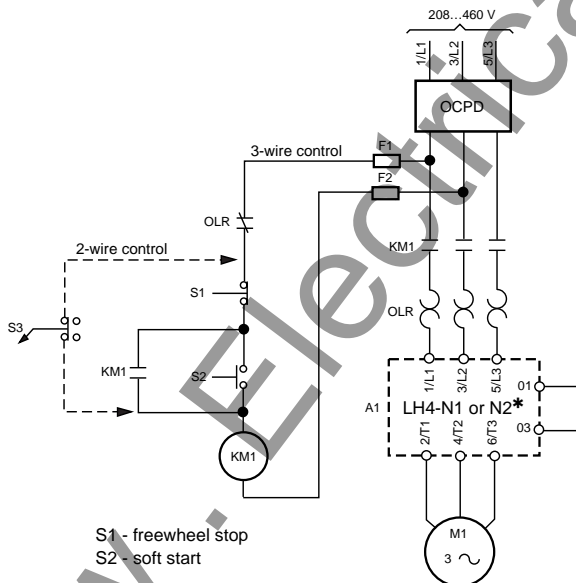 208...460 V
1/L1
3/L2
5/L3
OCPD
3-wire control
F1
F2
OLR
KM1
2-wire control
S1
OLR
S3
KM1
S2
1/L1
3/L2
5/L3
01
A1
LH4-N1 or N2*
03
2/T1
4/T2
6/T3
KM1
S1 - freewheel stop
S2 - soft start
M1
3 ~
. Electrica